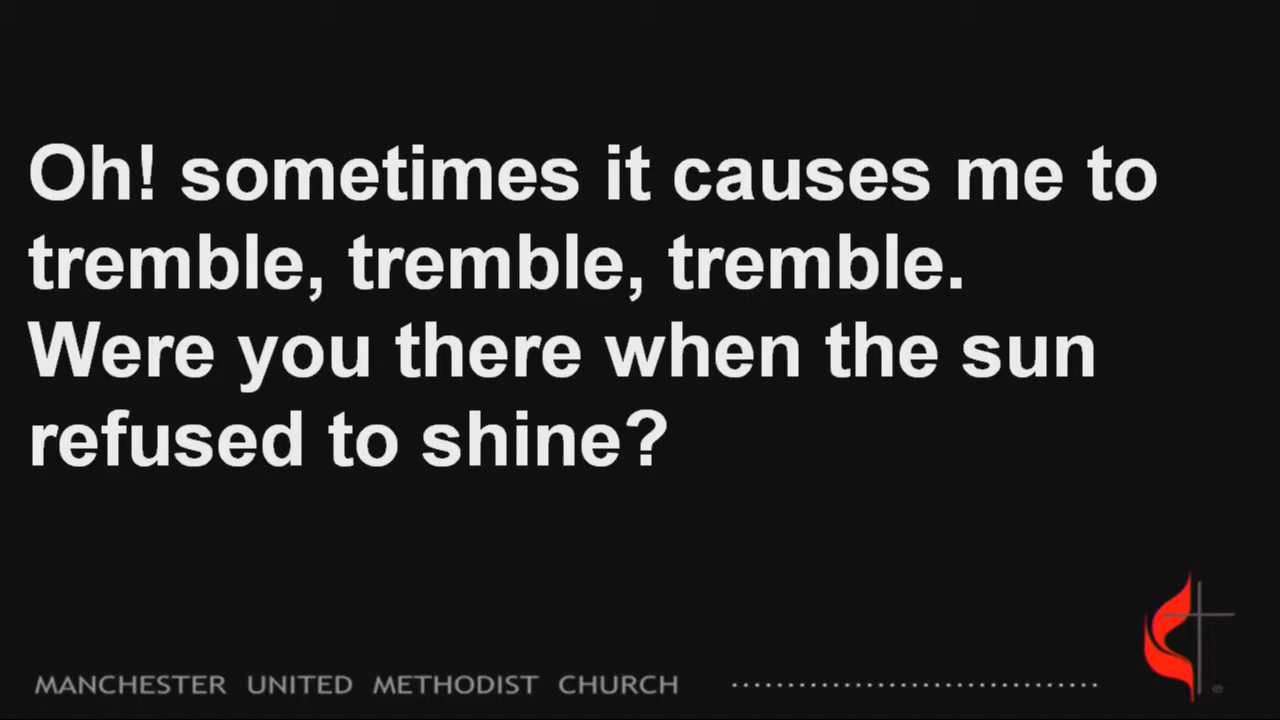 Oh! sometimes it causes me to
tremble, tremble, tremble.
Were you there when the sun
refused to shine?
MANCHESTER UNITED METHODIST CHURCH ................................
®